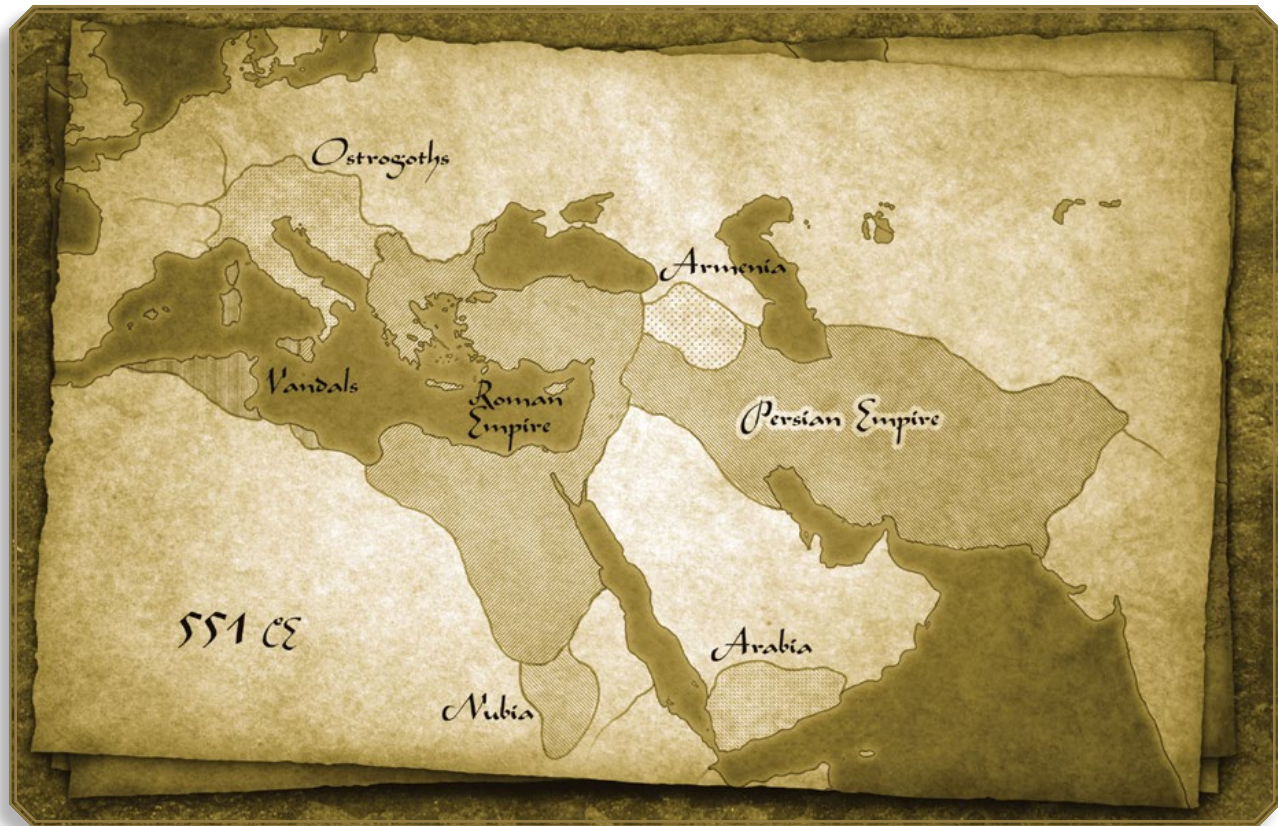 Ostrogoths
Armenia
Vandals
Roman
Empire
Persian Empire
551 CE
Arabia
Nubia